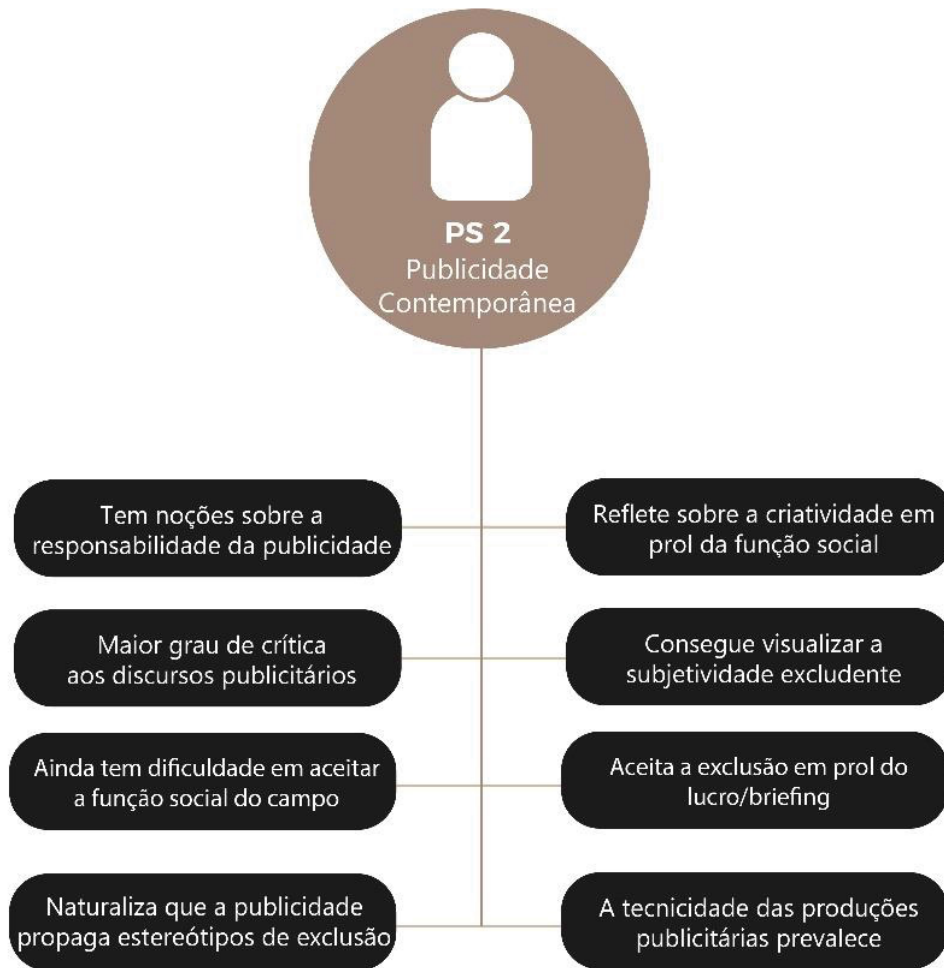 PS 2
Publicidade
Contemporânea
Tem noções sobre a
responsabilidade da publicidade
Reflete sobre a criatividade em
prol da função social
Maior grau de crítica
aos discursos publicitários
Consegue visualizar a
subjetividade excludente
Ainda tem dificuldade em aceitar
a função social do campo
Aceita a exclusão em prol do
lucro/briefing
Naturaliza que a publicidade
propaga estereótipos de exclusão
A tecnicidade das produções
publicitárias prevalece